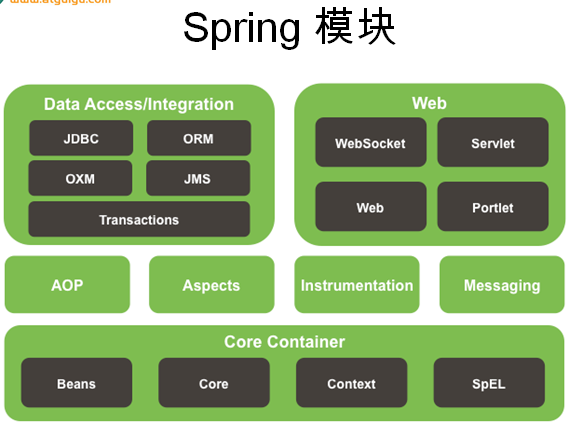 www.atguigu.com
Spring 模块
Data Access/Integration
JDBC
ORM
OXM
JMS
Transactions
Web
WebSocket
Servlet
Web
Portlet
AOP
Aspects
Instrumentation
Messaging
Core Container
Beans
Core
Context
SpEL